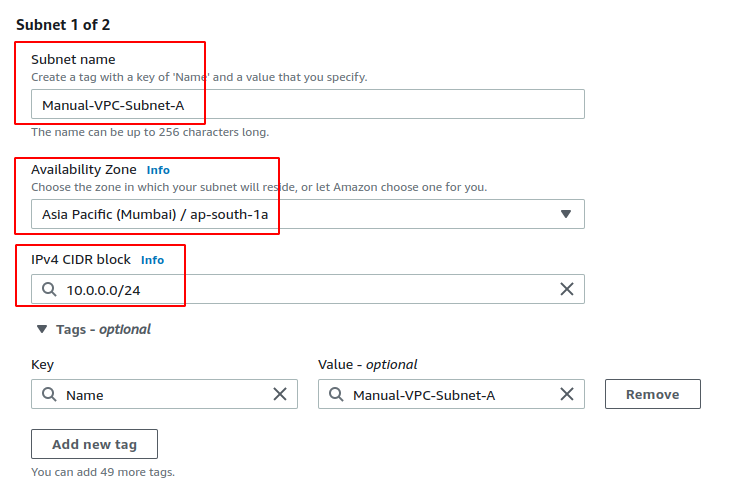 Subnet 1 of 2
Subnet name
Create a tag with a key of 'Name' and a value that you specify.
Manual-VPC-Subnet-A
The name can be up to 256 characters long.
Availability Zone Info
Choose the zone in which your subnet will reside, or let Amazon choose one for you.
Asia Pacific (Mumbai) / ap-south-1a
IPv4 CIDR block Info
10.0.0.0/24
Tags - optional
Key Value - optional
Name Manual-VPC-Subnet-A Remove
Add new tag
You can add 49 more tags.